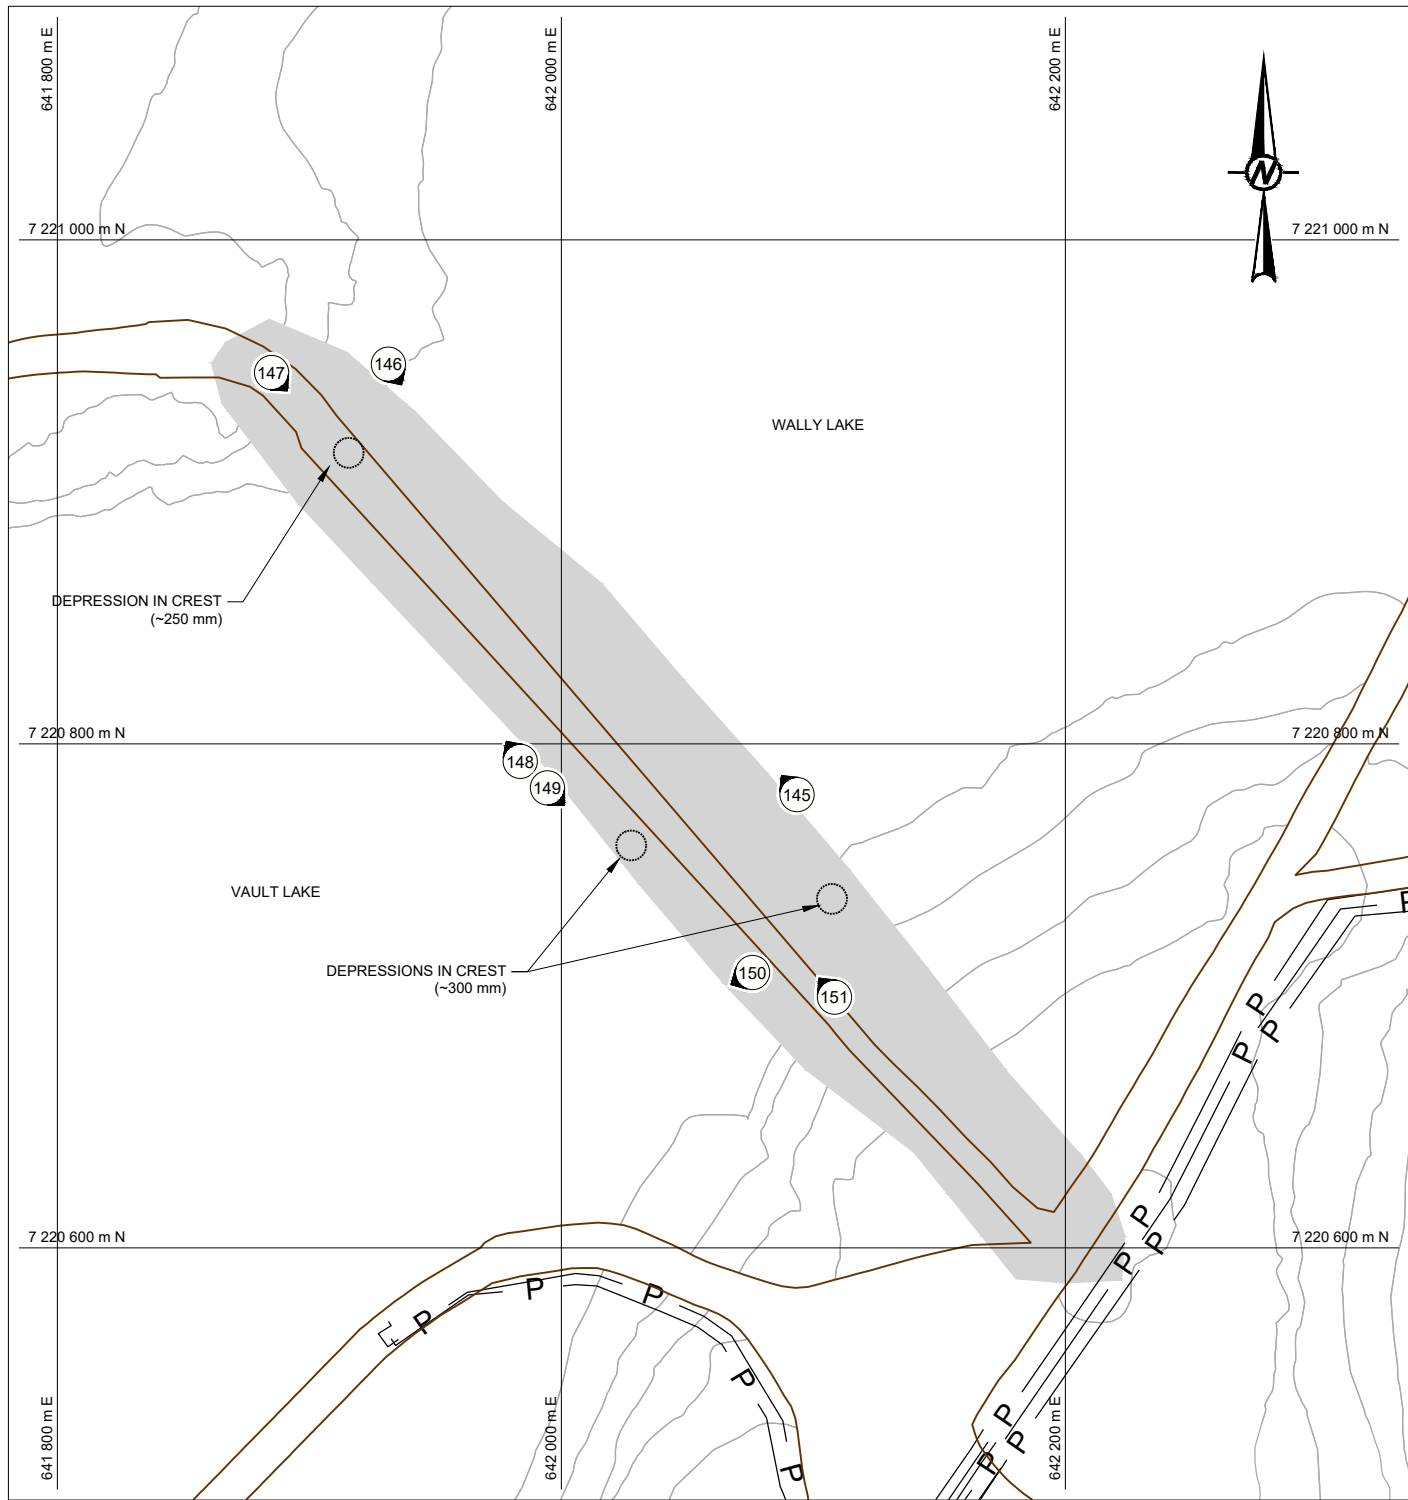 641 800 m E
642 000 m E
642 200 m E
N
7 221 000 m N
7 221 000 m N
146
147
WALLY LAKE
DEPRESSION IN CREST
(~250 mm)
7 220 800 m N
7 220 800 m N
148
149
145
VAULT LAKE
P
DEPRESSIONS IN CREST
(~300 mm)
150
151
P
P
P
P
P
P
7 220 600 m N
7 220 600 m N
P
P
P
P
P
P
P
P
P
P
641 800 m E
642 000 m E
642 200 m E